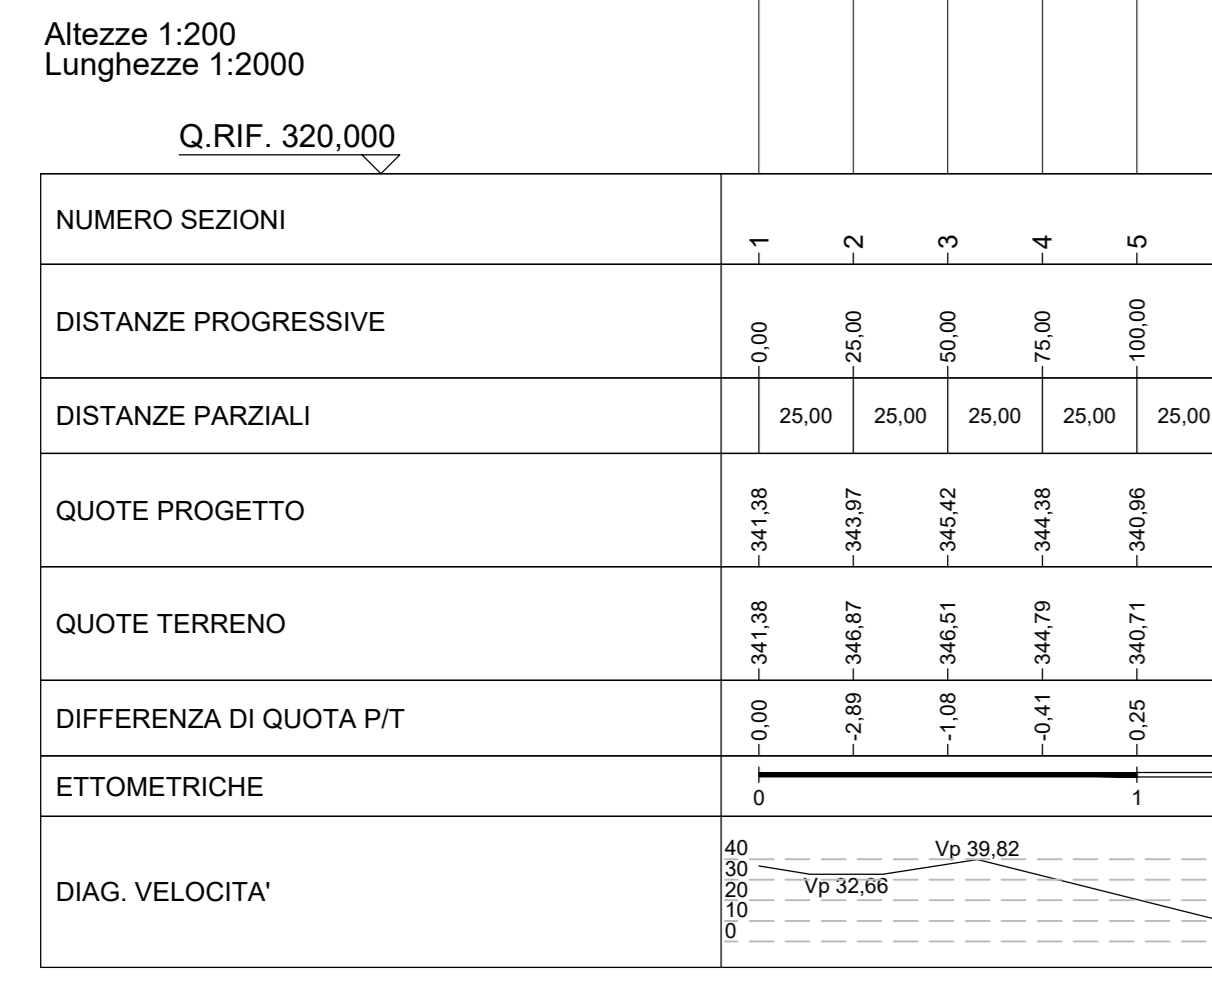 Altezze 1:200
Lunghezze 1:2000
Q.RIF. 320,000
NUMERO SEZIONI 1 2 3 4 5
DISTANZE PROGRESSIVE 0,00 25,00 50,00 75,00 100,00
DISTANZE PARZIALI 25,00 25,00 25,00 25,00 25,00
QUOTE PROGETTO 341,38 343,97 345,42 344,38 340,96
QUOTE TERRENO 341,38 346,87 346,51 344,79 340,71
DIFFERENZA DI QUOTA P/T 0,00 -2,89 -1,08 -0,41 0,25
ETTOMETRICHE 0 1
DIAG. VELOCITA'
40
30
20
10
0
Vp 32,66
Vp 39,82